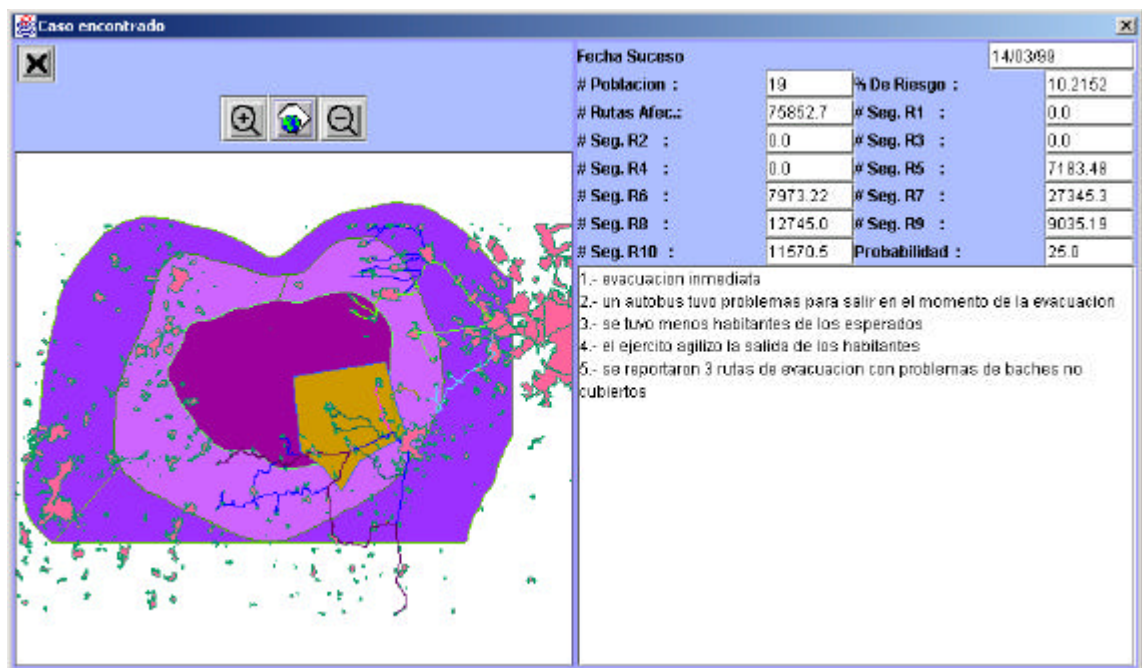 Caso encontrado
Fecha Suceso 14/03/99
# Poblacion : 19 % De Riesgo : 10.2152
# Rutas Afec.: 75852.7 # Seg. R1 : 0.0
# Seg. R2 : 0.0 # Seg. R3 : 0.0
# Seg. R4 : 0.0 # Seg. R5 : 7183.48
# Seg. R6 : 7973.22 # Seg. R7 : 27345.3
# Seg. R8 : 12745.0 # Seg. R9 : 9035.19
# Seg. R10 : 11570.5 Probabilidad : 25.0
1.- evacuacion inmediata
2.- un autobus tuvo problemas para salir en el momento de la evacuacion
3.- se tuvo menos habitantes de los esperados
4.- el ejercito agilizo la salida de los habitantes
5.- se reportaron 3 rutas de evacuacion con problemas de baches no
cubiertos